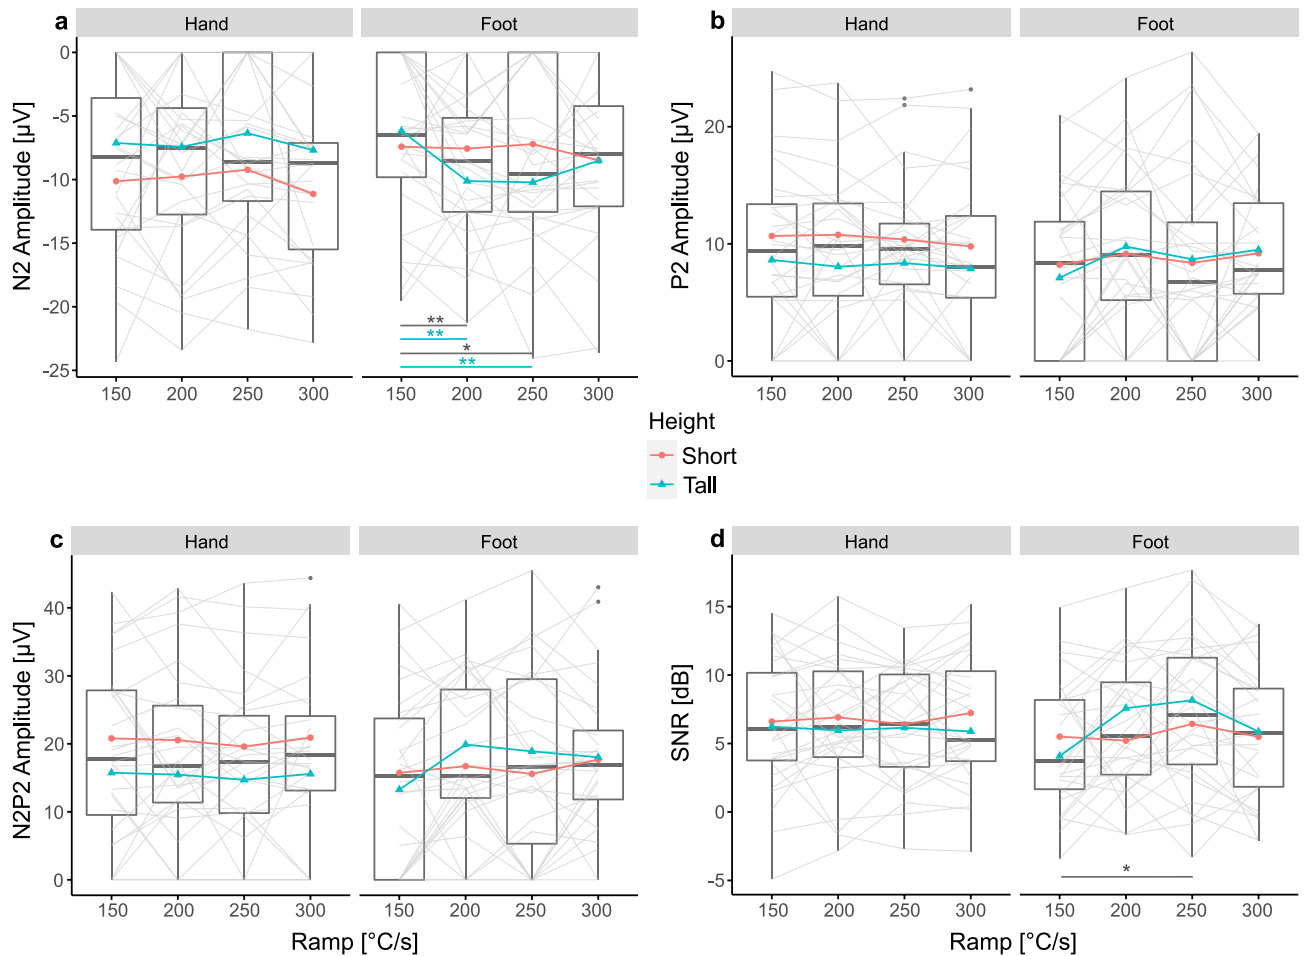 a
Hand
Foot
N2 Amplitude [µV]
0
-5
-10
-15
-20
-25
**
**
*
**
150 200 250 300
150 200 250 300
b
Hand
Foot
P2 Amplitude [µV]
20
10
0
150 200 250 300
150 200 250 300
Height
Short
Tall
c
Hand
Foot
N2P2 Amplitude [µV]
40
30
20
10
0
150 200 250 300
150 200 250 300
Ramp [°C/s]
d
Hand
Foot
SNR [dB]
15
10
5
0
-5
*
150 200 250 300
150 200 250 300
Ramp [°C/s]